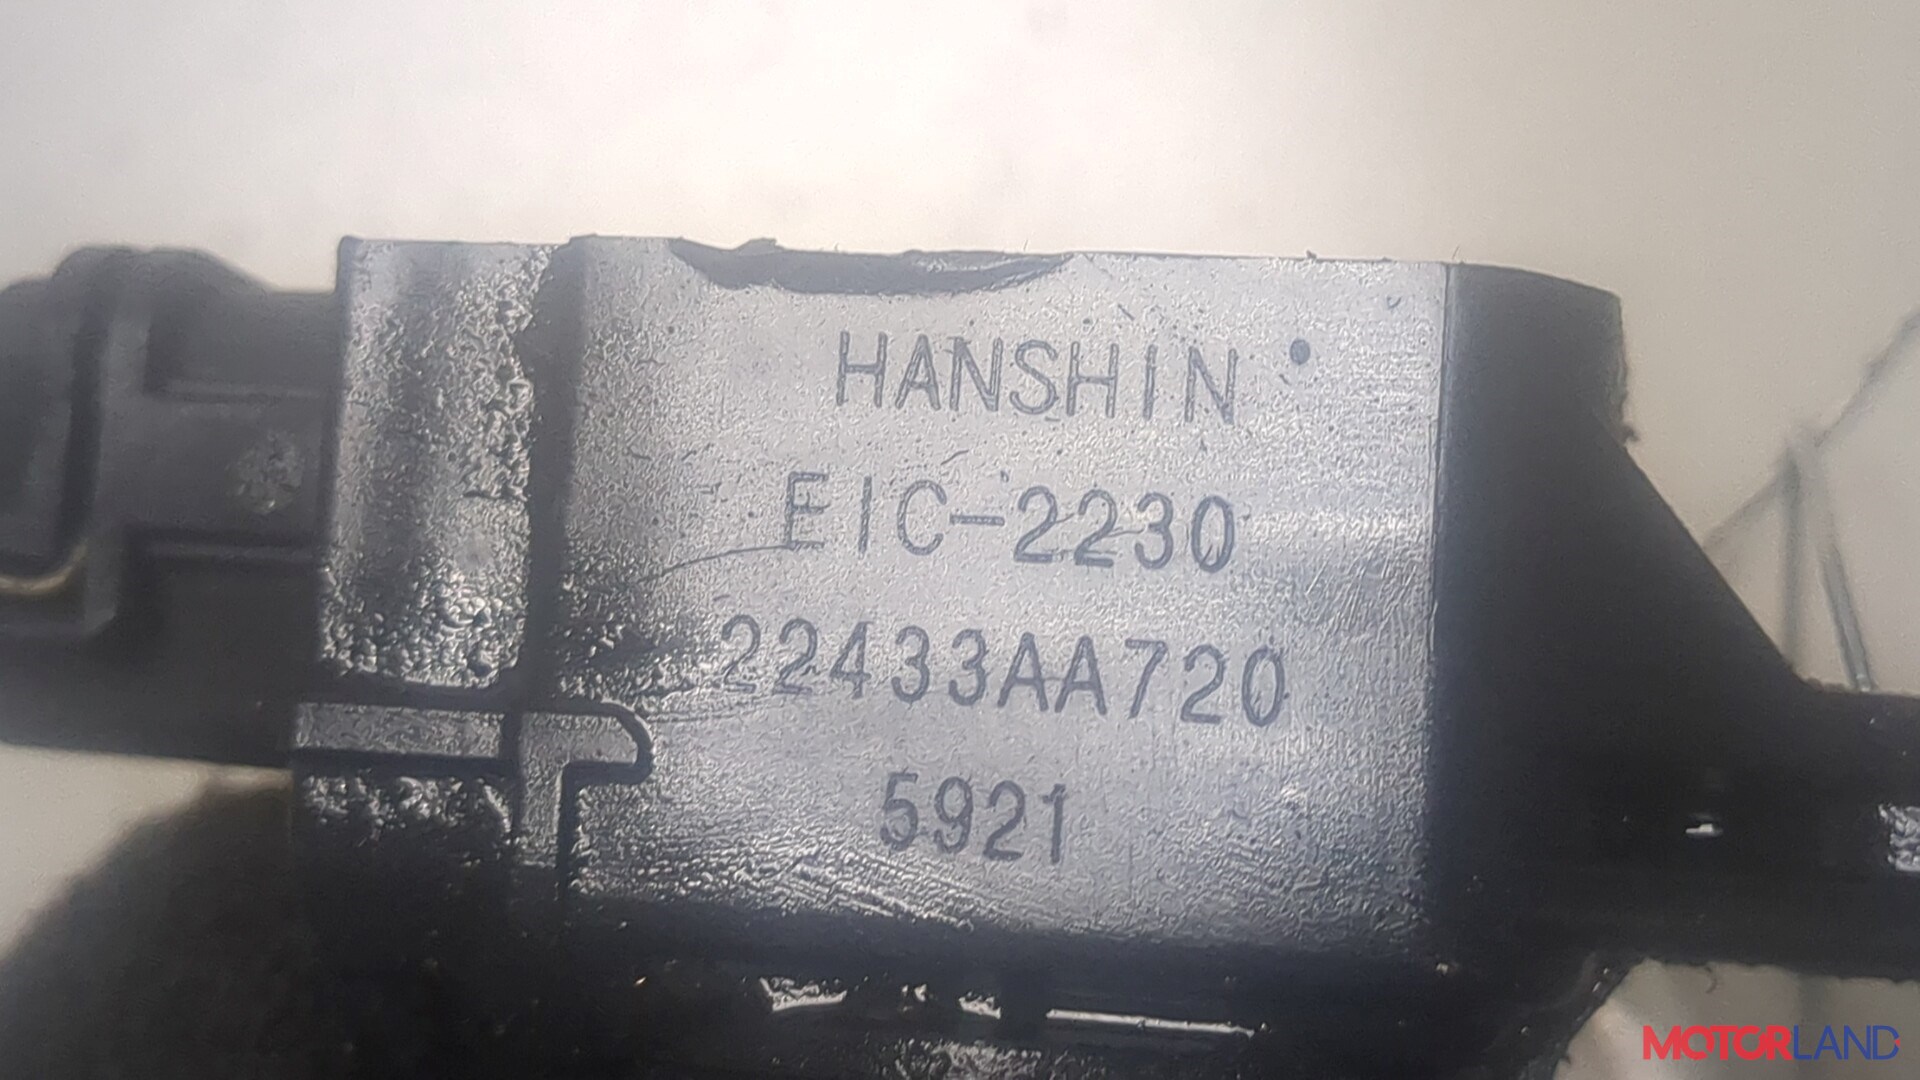 HANSHIN
EIC-2230
22433AA720
5921
MOTORLAND